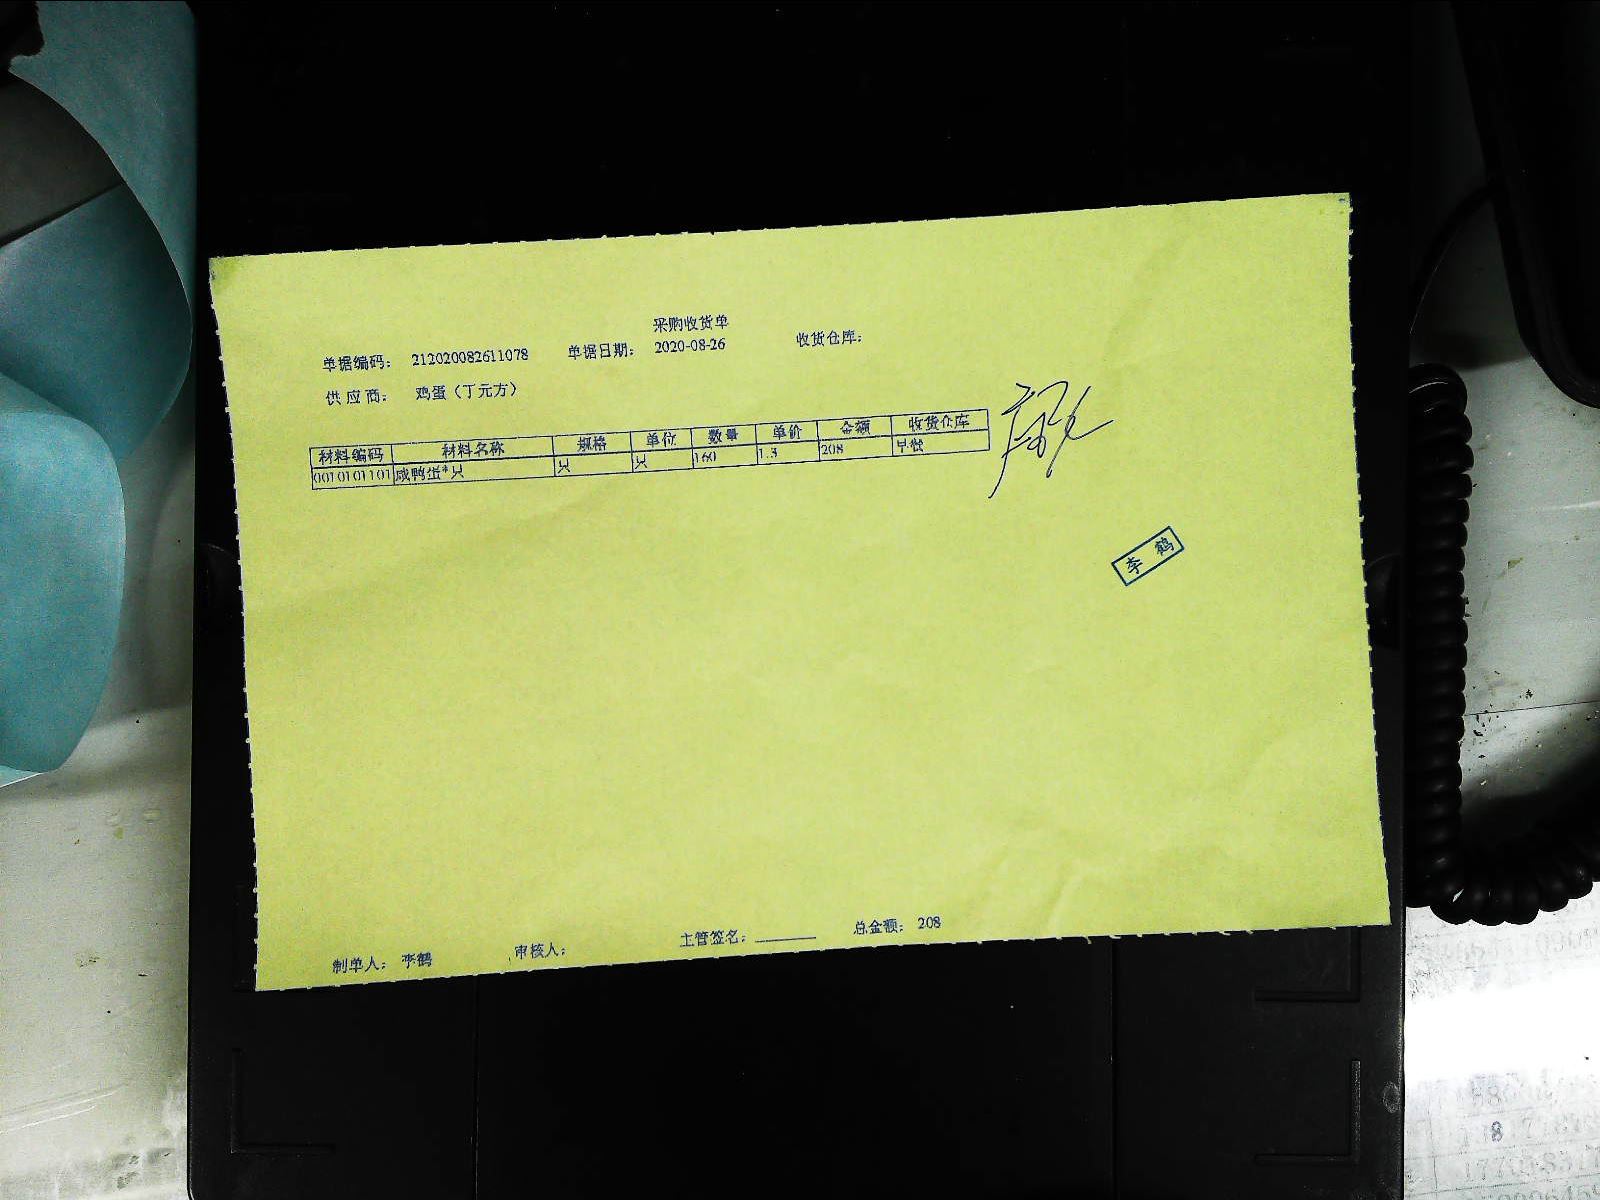 采购收货单
单据编码： 212020082611078 单据日期： 2020-08-26 收货仓库：
供应商： 鸡蛋（丁元方）
材料编码 材料名称 规格 单位 数量 单价 金额 收货仓库
0010101101 咸鸭蛋*只 只 只 160 1.3 208 早餐
李鹤
制单人： 李鹤 审核人： 主管签名： 总金额： 208